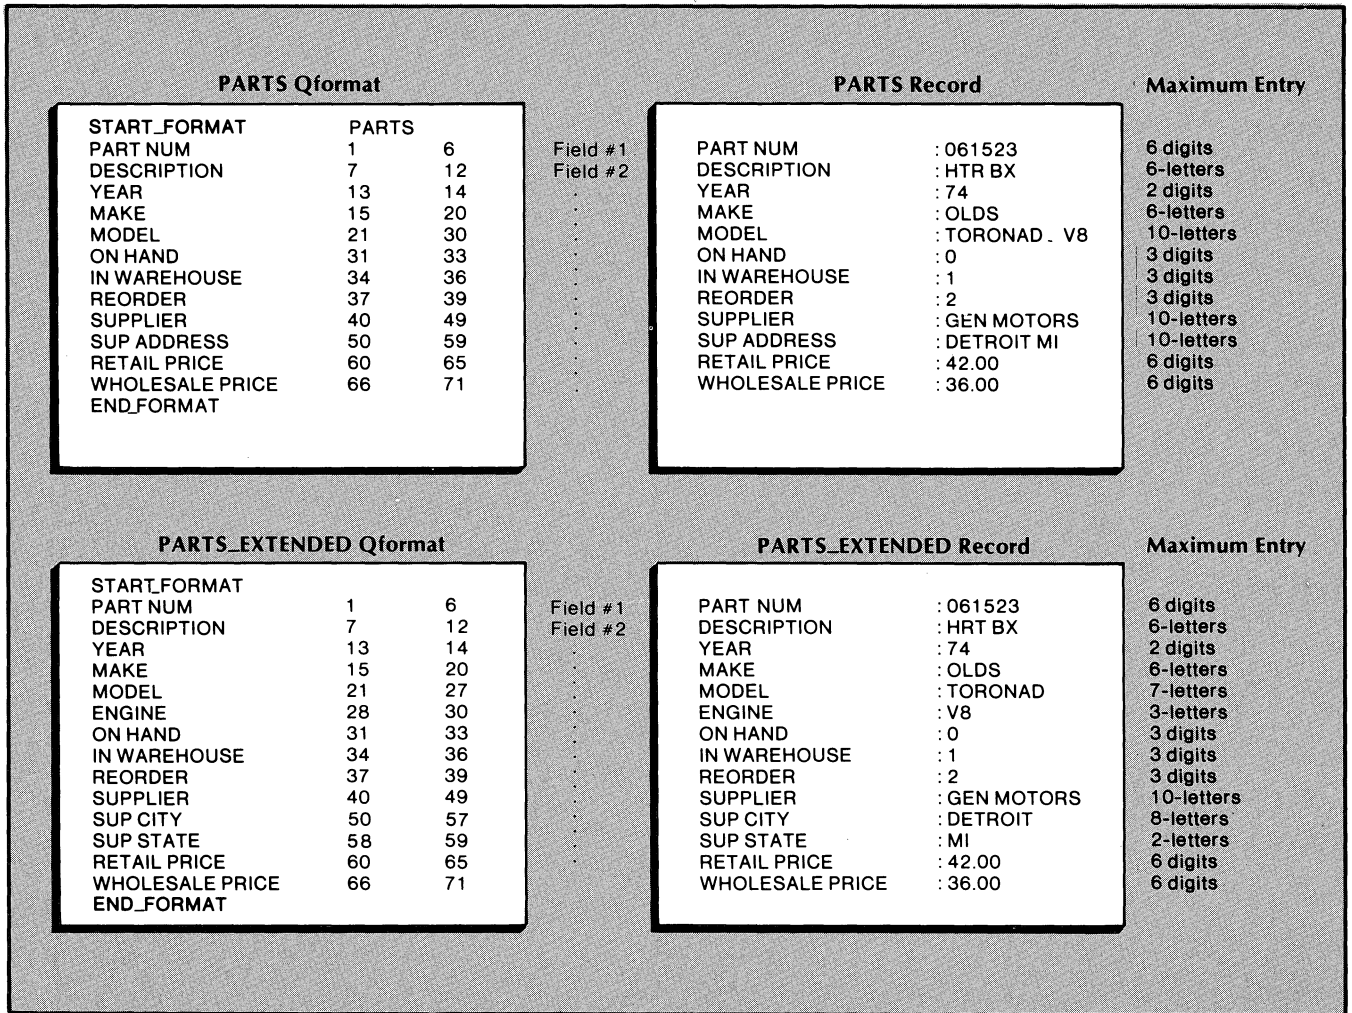 PARTS Qformat PARTS Record Maximum Entry
START_FORMAT PARTS
PART NUM 1 6 Field #1 PART NUM : 061523 6 digits
DESCRIPTION 7 12 Field #2 DESCRIPTION : HTR BX 6-letters
YEAR 13 14 . YEAR : 74 2 digits
MAKE 15 20 . MAKE : OLDS 6-letters
MODEL 21 30 . MODEL : TORONAD_ V8 10-letters
ON HAND 31 33 . ON HAND : 0 3 digits
IN WAREHOUSE 34 36 . IN WAREHOUSE : 1 3 digits
REORDER 37 39 . REORDER : 2 3 digits
SUPPLIER 40 49 . SUPPLIER : GEN MOTORS 10-letters
SUP ADDRESS 50 59 . SUP ADDRESS : DETROIT MI 10-letters
RETAIL PRICE 60 65 . RETAIL PRICE : 42.00 6 digits
WHOLESALE PRICE 66 71 . WHOLESALE PRICE : 36.00 6 digits
END_FORMAT
PARTS_EXTENDED Qformat PARTS_EXTENDED Record Maximum Entry
START_FORMAT
PART NUM 1 6 Field #1 PART NUM : 061523 6 digits
DESCRIPTION 7 12 Field #2 DESCRIPTION : HRT BX 6-letters
YEAR 13 14 . YEAR : 74 2 digits
MAKE 15 20 . MAKE : OLDS 6-letters
MODEL 21 27 . MODEL : TORONAD 7-letters
ENGINE 28 30 . ENGINE : V8 3-letters
ON HAND 31 33 . ON HAND : 0 3 digits
IN WAREHOUSE 34 36 . IN WAREHOUSE : 1 3 digits
REORDER 37 39 . REORDER : 2 3 digits
SUPPLIER 40 49 . SUPPLIER : GEN MOTORS 10-letters
SUP CITY 50 57 . SUP CITY : DETROIT 8-letters
SUP STATE 58 59 . SUP STATE : MI 2-letters
RETAIL PRICE 60 65 . RETAIL PRICE : 42.00 6 digits
WHOLESALE PRICE 66 71 WHOLESALE PRICE : 36.00 6 digits
END_FORMAT